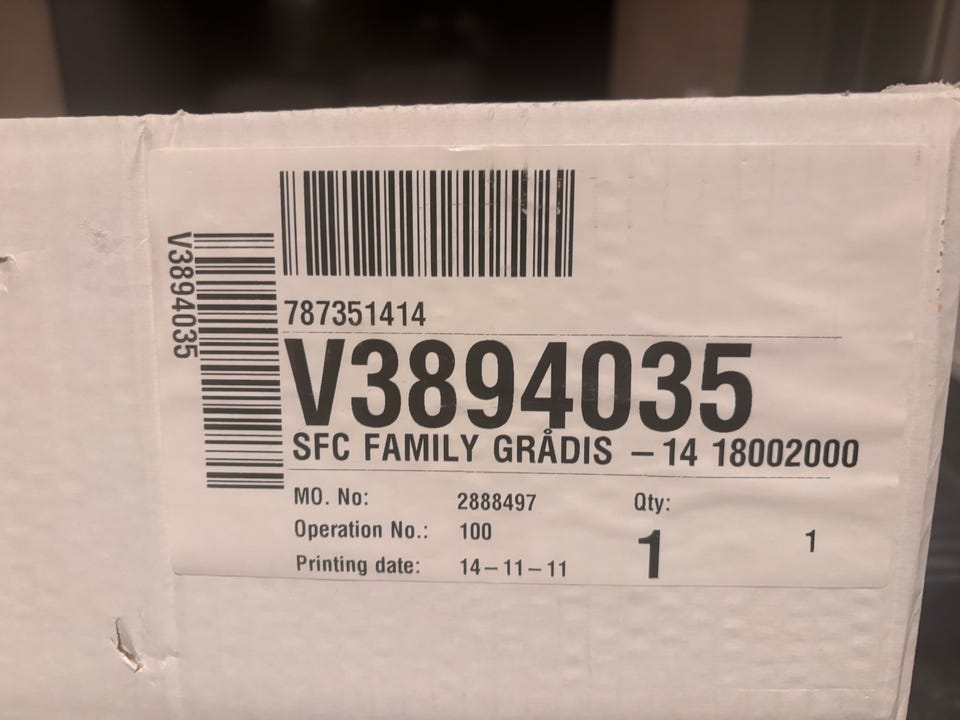 V3894035
787351414
V3894035
SFC FAMILY GRÅDIS – 14 18002000
MO. No: 2888497 Qty:
Operation No.: 100 1 1
Printing date: 14–11–11